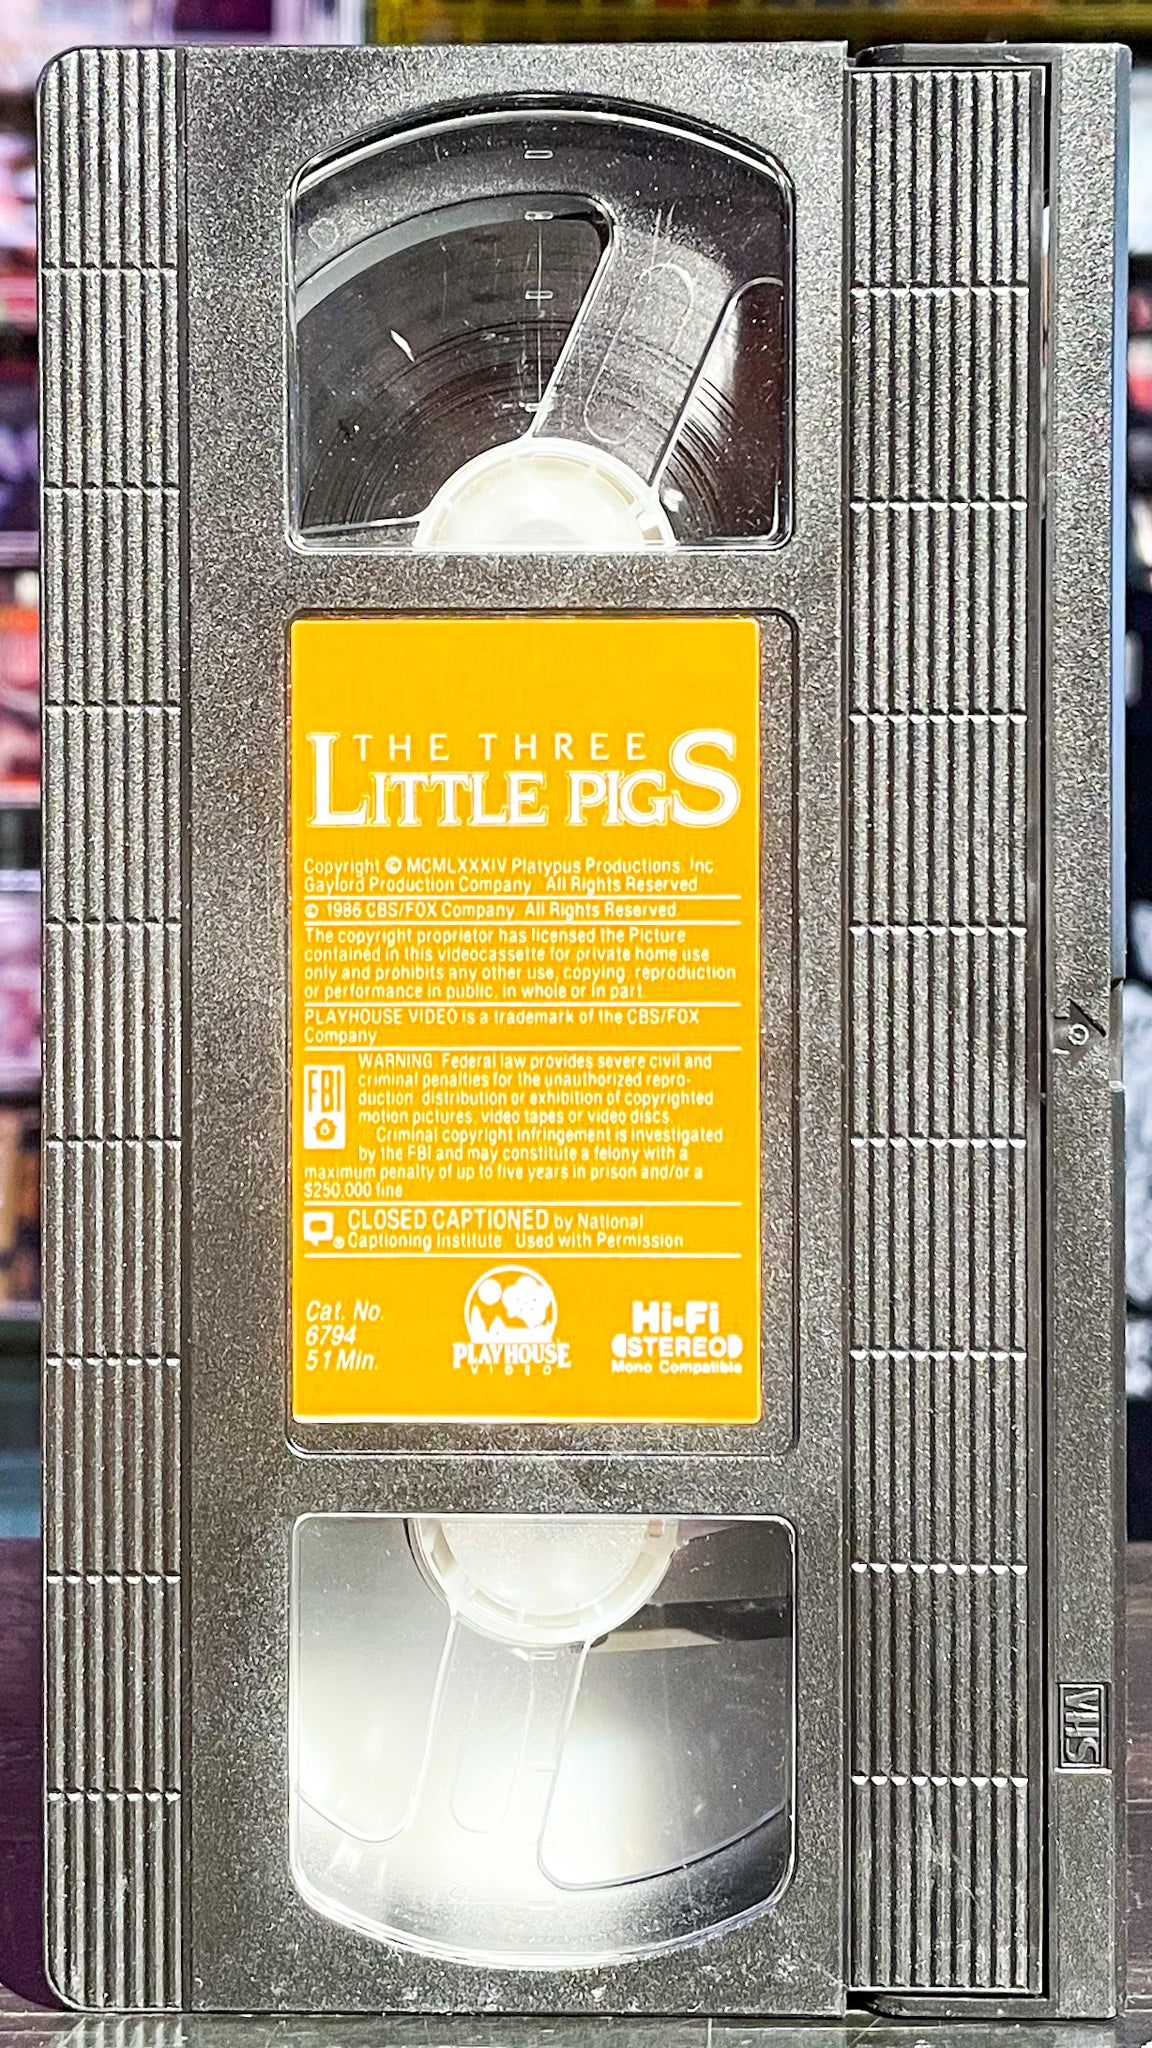 THE THREE
LITTLE PIGS
Copyright © MCMLXXXIV Platypus Productions, Inc.
Gaylord Production Company. All Rights Reserved
© 1986 CBS/FOX Company. All Rights Reserved.
The copyright proprietor has licensed the Picture
contained in this videocassette for private home use
only and prohibits any other use, copying, reproduction
or performance in public, in whole or in part.
PLAYHOUSE VIDEO is a trademark of the CBS/FOX
Company
FBI
WARNING: Federal law provides severe civil and
criminal penalties for the unauthorized repro-
duction, distribution or exhibition of copyrighted
motion pictures, video tapes or video discs.
Criminal copyright infringement is investigated
by the FBI and may constitute a felony with a
maximum penalty of up to five years in prison and/or a
$250,000 fine
CLOSED CAPTIONED by National
® Captioning Institute. Used with Permission
Cat. No.
6794
51 Min.
PLAYHOUSE
VIDEO
Hi-Fi
STEREO
Mono Compatible
VHS